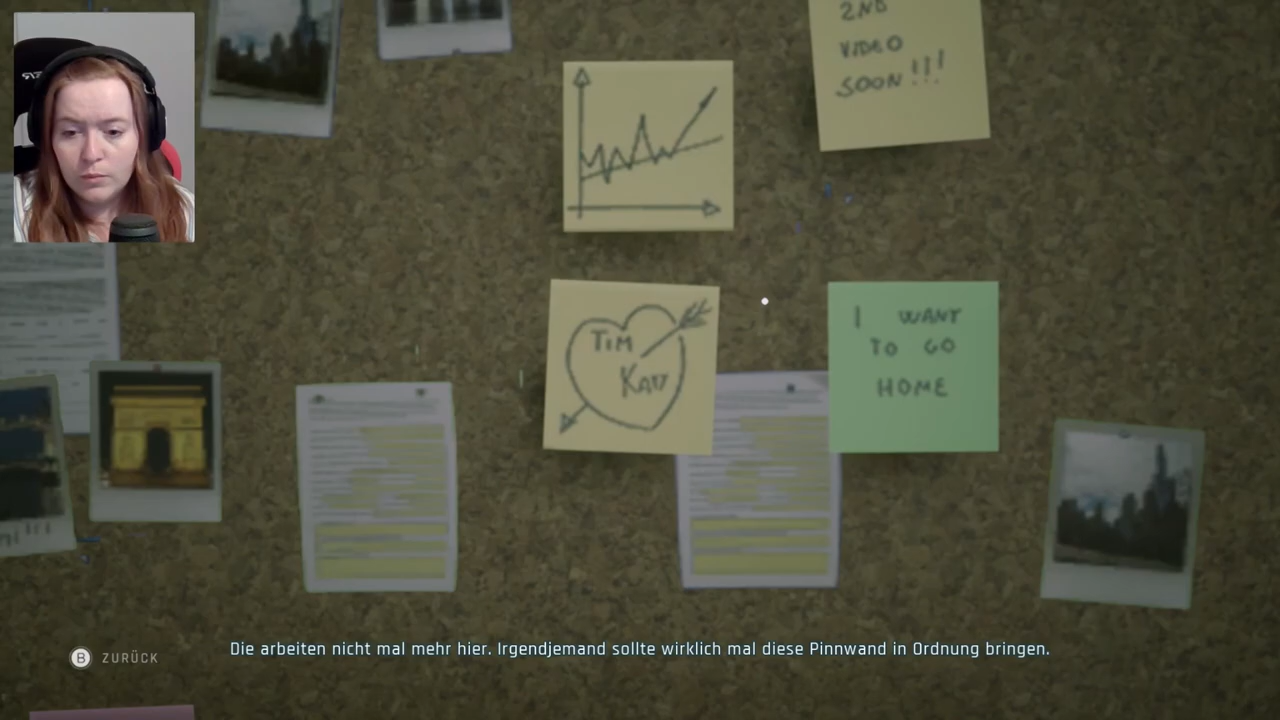 2ND
VIDEO
SOON!!!
TIM
KATY
I WANT
TO GO
HOME
Die arbeiten nicht mal mehr hier. Irgendjemand sollte wirklich mal diese Pinnwand in Ordnung bringen.
B ZURÜCK